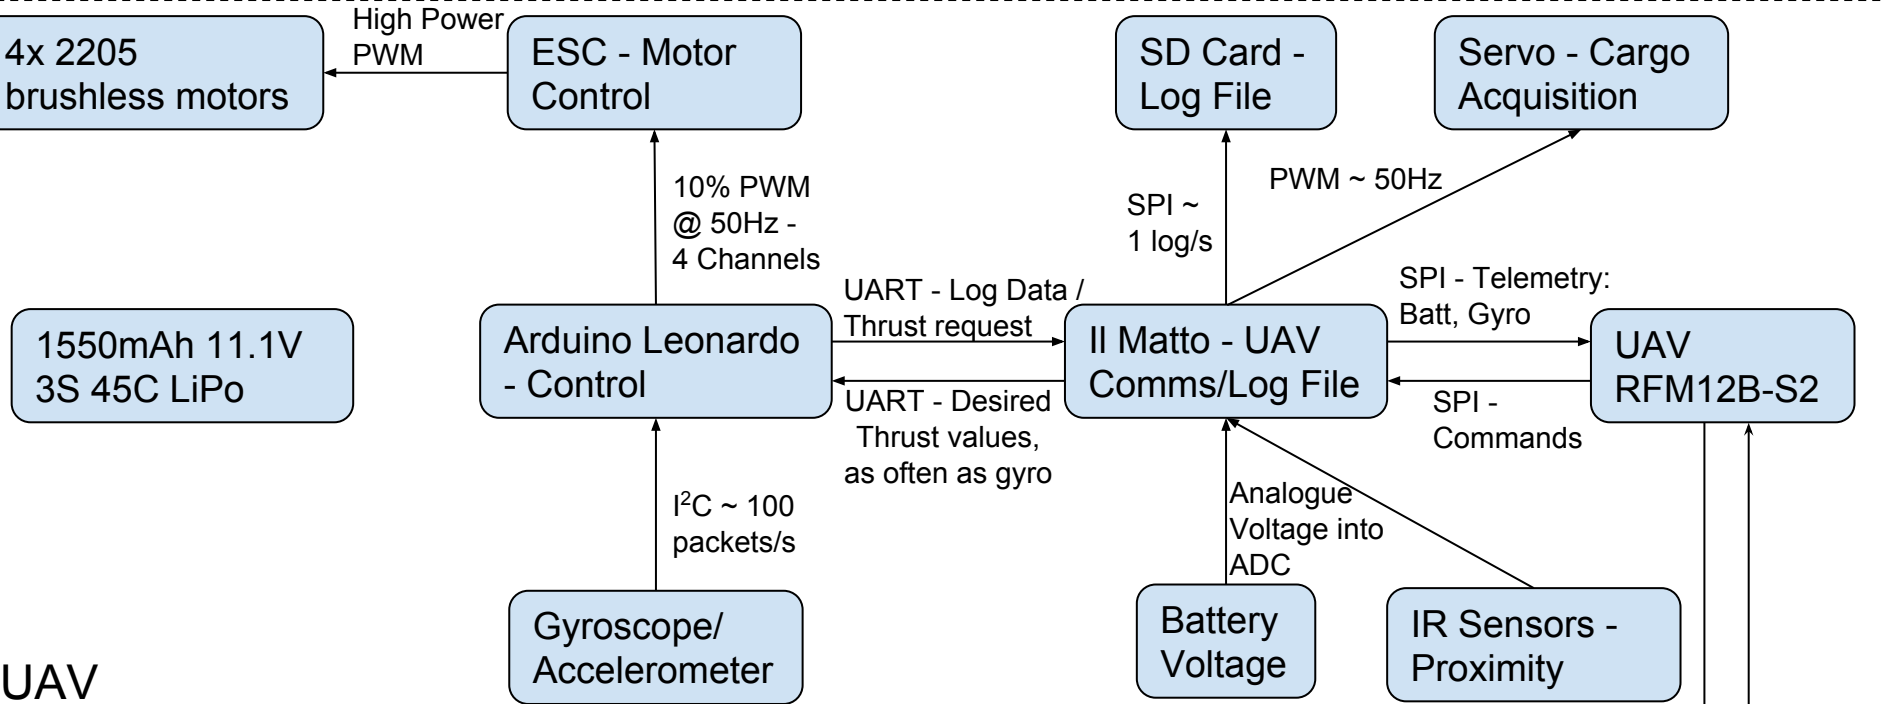 4x 2205
brushless motors
High Power
PWM
ESC - Motor
Control
SD Card -
Log File
Servo - Cargo
Acquisition
10% PWM
@ 50Hz -
4 Channels
SPI ~
1 log/s
PWM ~ 50Hz
1550mAh 11.1V
3S 45C LiPo
Arduino Leonardo
- Control
UART - Log Data /
Thrust request
UART - Desired
Thrust values,
as often as gyro
Il Matto - UAV
Comms/Log File
SPI - Telemetry:
Batt, Gyro
SPI -
Commands
UAV
RFM12B-S2
I²C ~ 100
packets/s
Analogue
Voltage into
ADC
Gyroscope/
Accelerometer
Battery
Voltage
IR Sensors -
Proximity
UAV